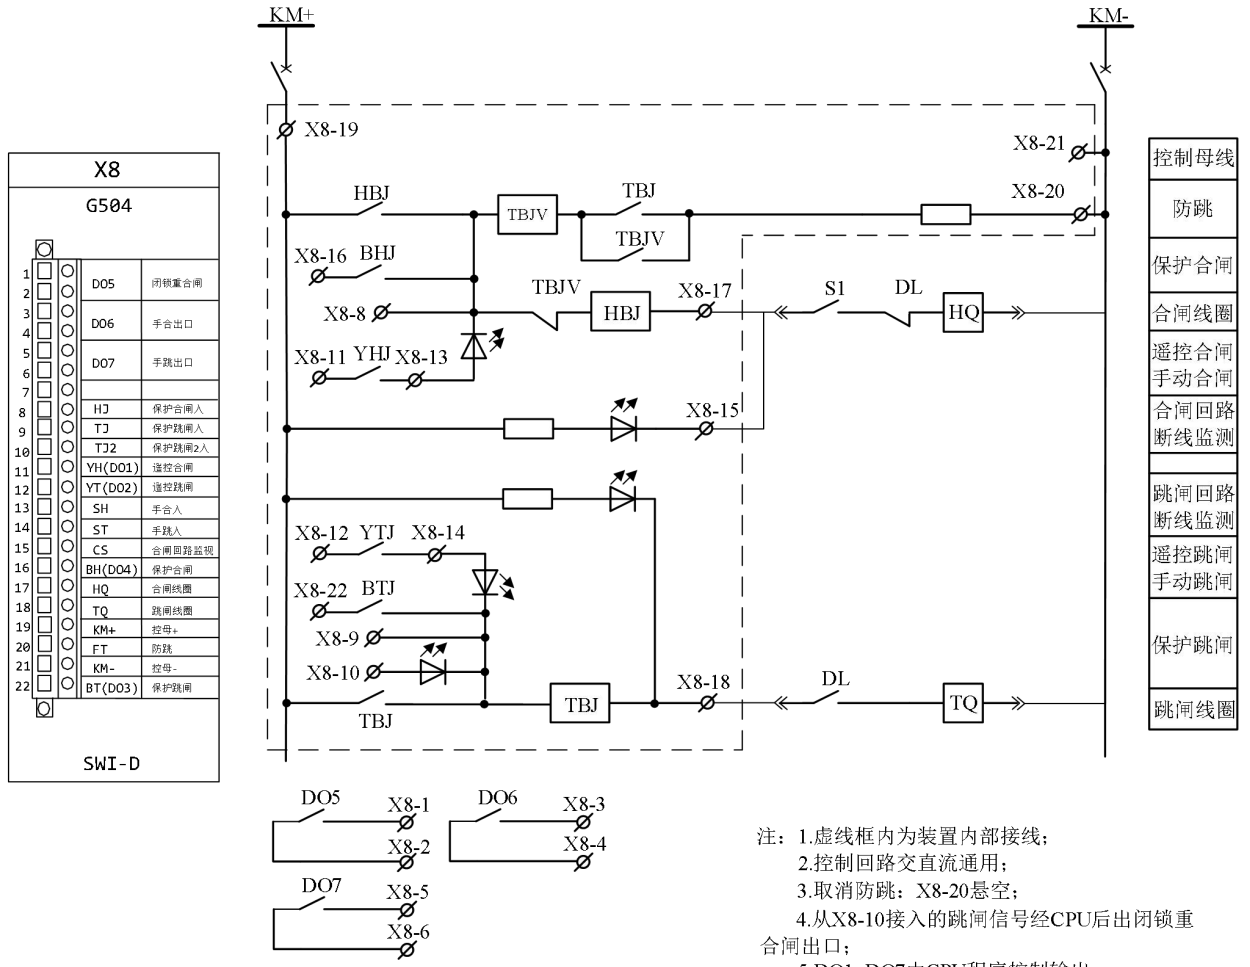 KM+
KM-
X8-19
X8-21
X8-20
HBJ
TBJV
TBJ
TBJV
X8-16
BHJ
X8-8
TBJV
HBJ
X8-17
S1
DL
HQ
X8-11
YHJ
X8-13
X8-15
X8-12
YTJ
X8-14
X8-22
BTJ
X8-9
X8-10
TBJ
TBJ
X8-18
DL
TQ
X8
G504
1
2
DO5 闭锁重合闸
3
4
DO6 手合出口
5
6
DO7 手跳出口
7
8 HJ 保护合闸入
9 TJ 保护跳闸入
10 TJ2 保护跳闸2入
11 YH(DO1) 遥控合闸
12 YT(DO2) 遥控跳闸
13 SH 手合入
14 ST 手跳入
15 CS 合闸回路监视
16 BH(DO4) 保护合闸
17 HQ 合闸线圈
18 TQ 跳闸线圈
19 KM+ 控母+
20 FT 防跳
21 KM- 控母-
22 BT(DO3) 保护跳闸
SWI-D
控制母线
防跳
保护合闸
合闸线圈
遥控合闸
手动合闸
合闸回路
断线监测
跳闸回路
断线监测
遥控跳闸
手动跳闸
保护跳闸
跳闸线圈
DO5
X8-1
X8-2
DO6
X8-3
X8-4
DO7
X8-5
X8-6
注：1.虚线框内为装置内部接线；
2.控制回路交直流通用；
3.取消防跳：X8-20悬空；
4.从X8-10接入的跳闸信号经CPU后出闭锁重
合闸出口；